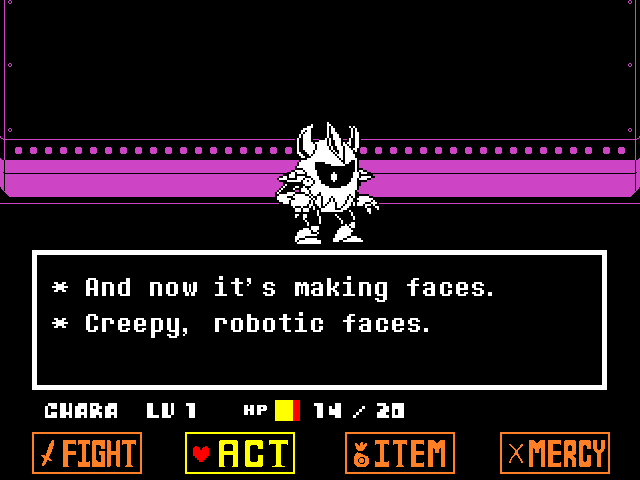 * And now it's making faces.
* Creepy, robotic faces.
CHARA LV 1 HP 14 / 20
FIGHT ACT ITEM MERCY